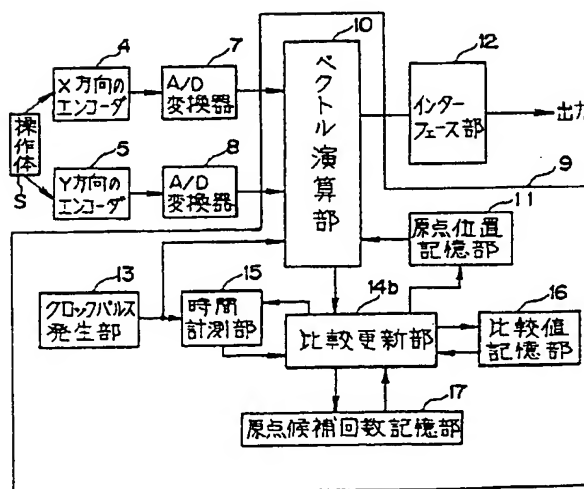 4
X方向の
エンコーダ
7
A/D
変換器
10
ベクトル演算部
12
インター
フェース部
出力
操作体
S
5
Y方向の
エンコーダ
8
A/D
変換器
9
11
原点位置
記憶部
13
クロックパルス
発生部
15
時間
計測部
14b
比較更新部
16
比較値
記憶部
17
原点候補回数記憶部